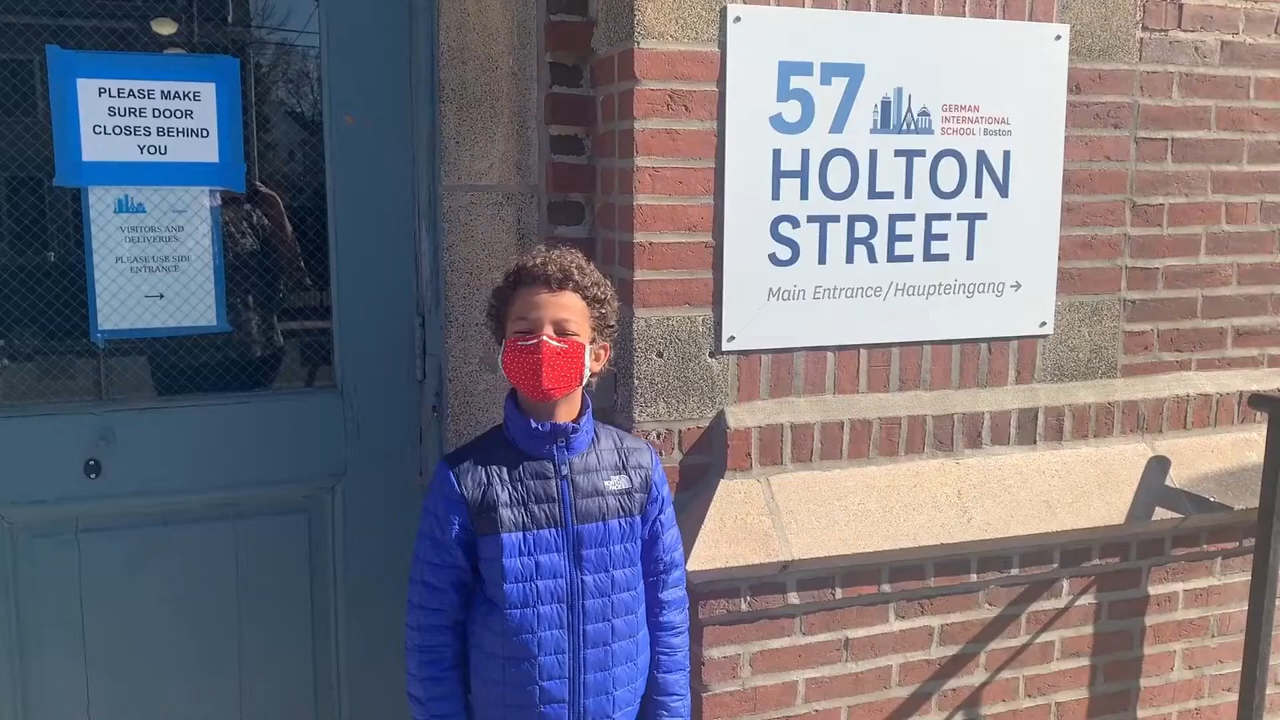 PLEASE MAKE
SURE DOOR
CLOSES BEHIND
YOU
VISITORS AND
DELIVERIES:
PLEASE USE SIDE
ENTRANCE
→
57
GERMAN
INTERNATIONAL
SCHOOL | Boston
HOLTON
STREET
Main Entrance/Haupteingang →
THE
NORTH
FACE